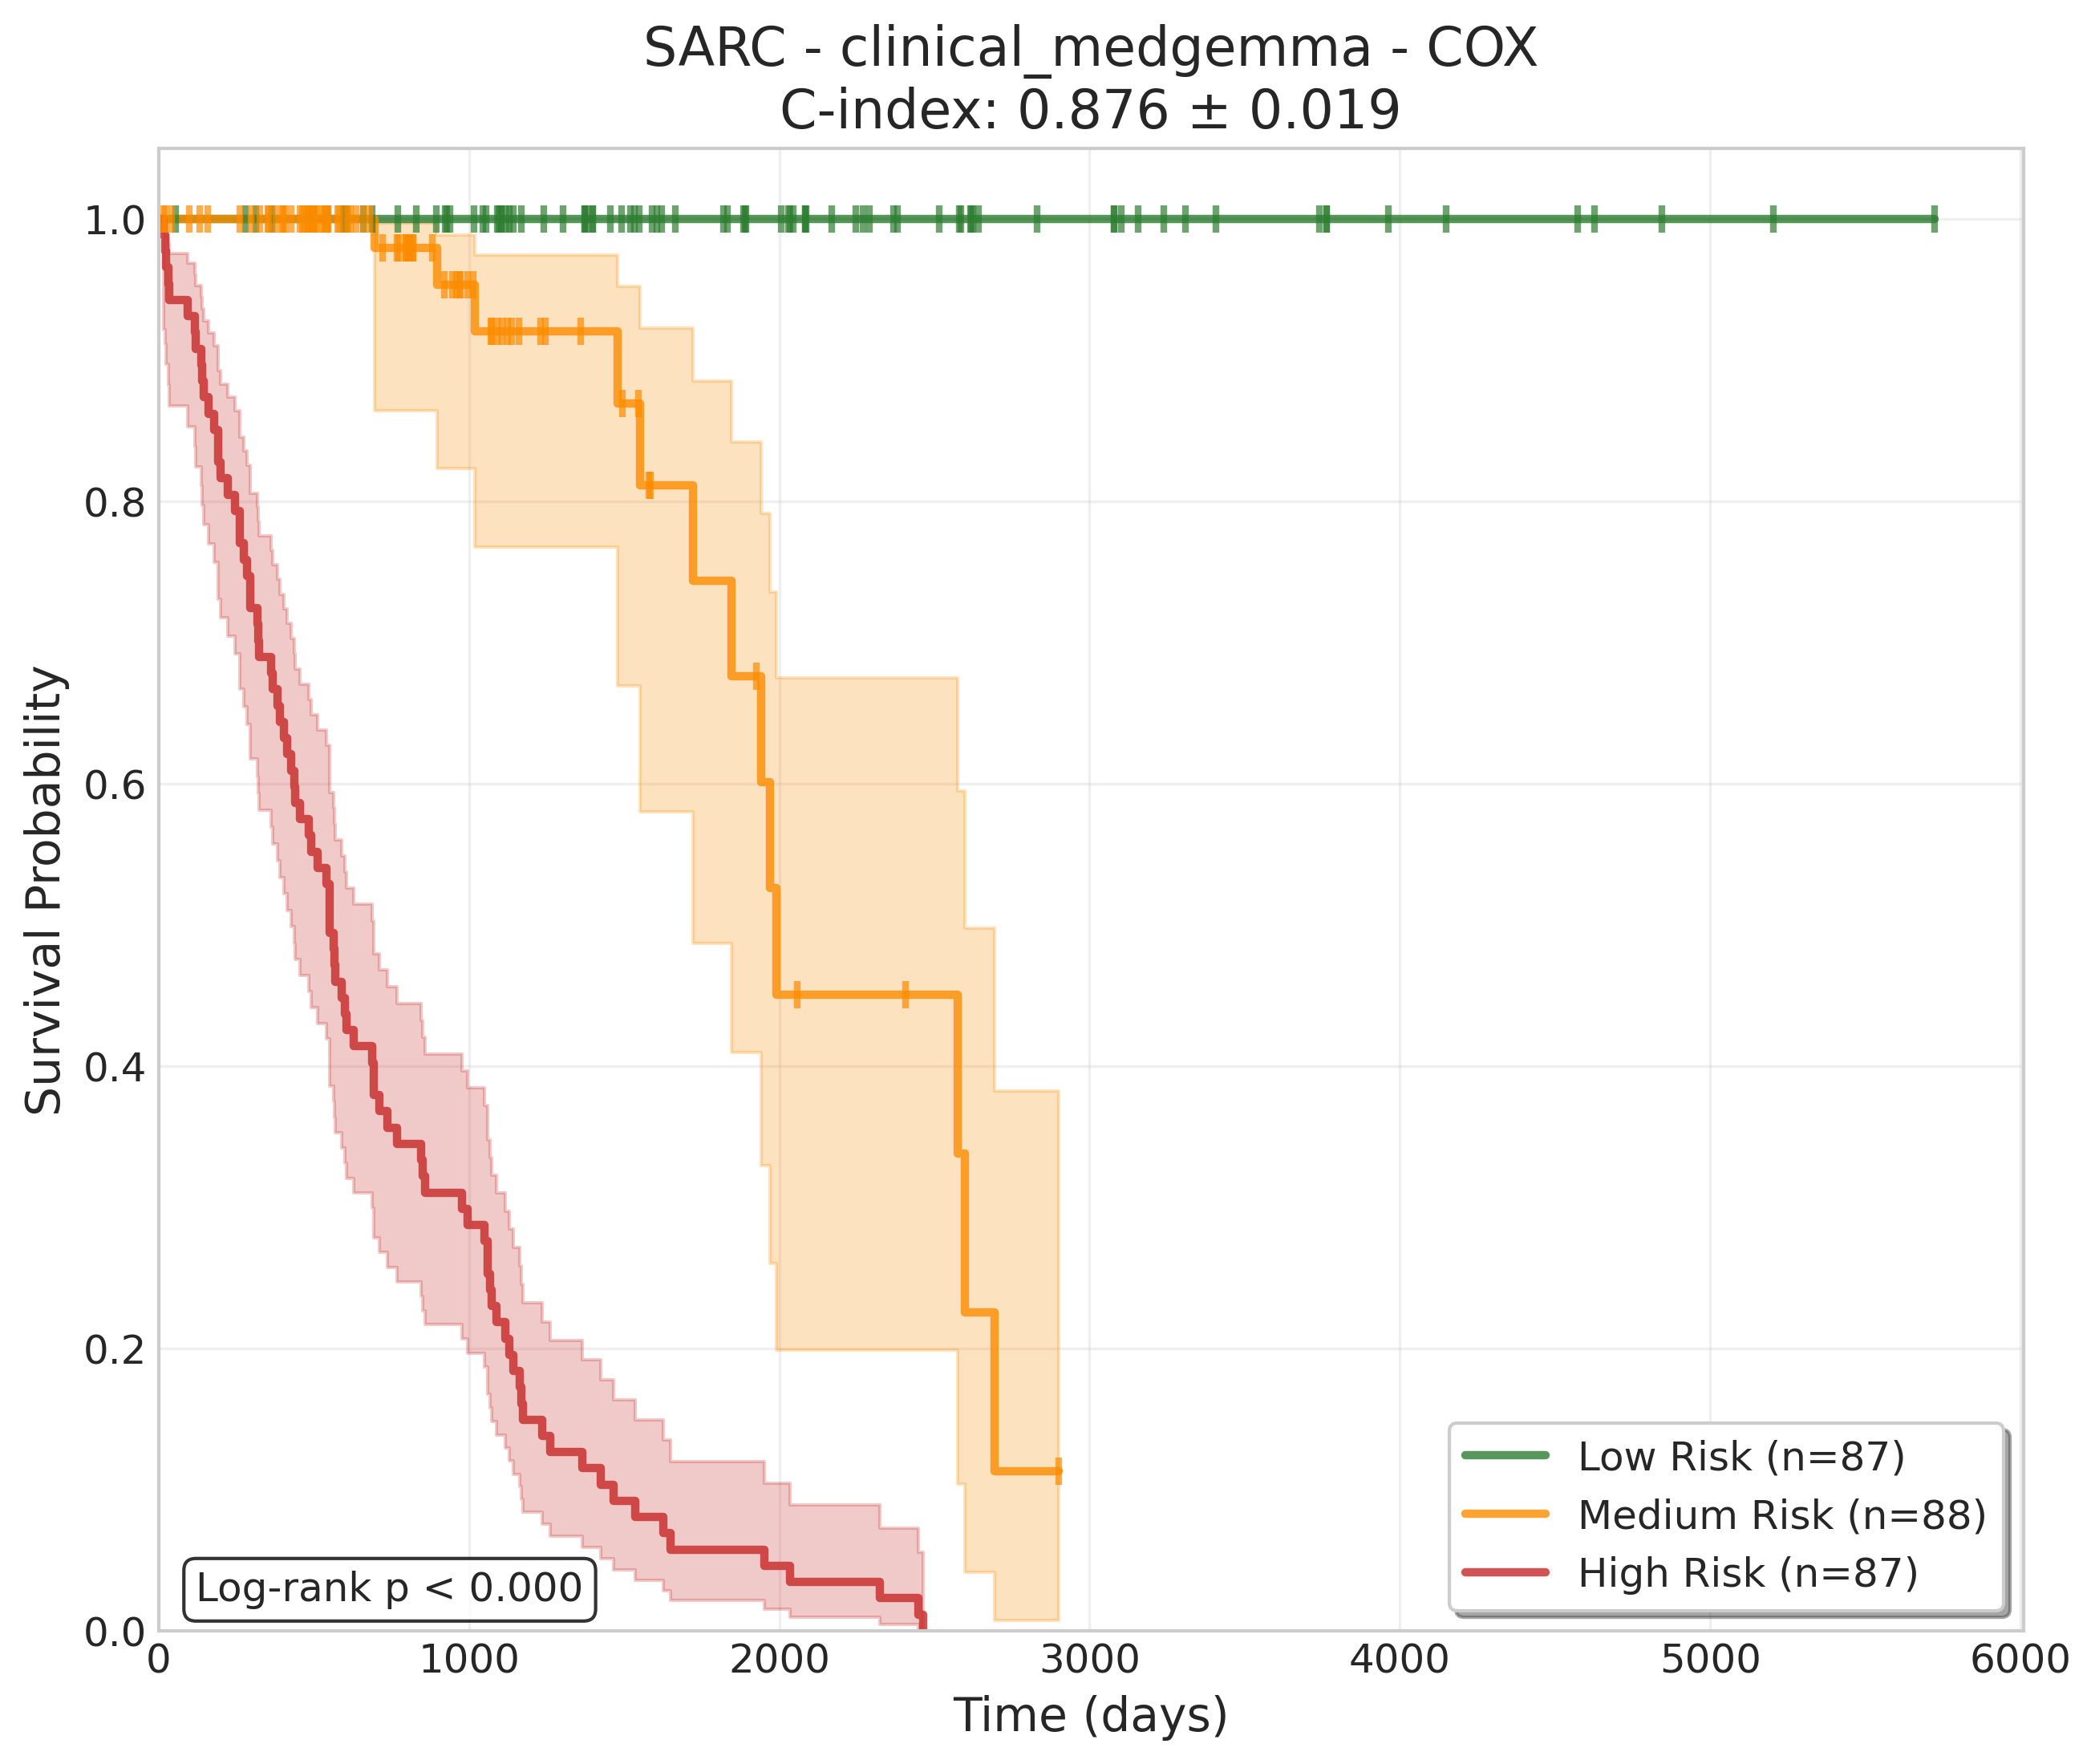 SARC - clinical_medgemma - COX
C-index: 0.876 ± 0.019
Survival Probability
1.0
0.8
0.6
0.4
0.2
0.0
Log-rank p < 0.000
Low Risk (n=87)
Medium Risk (n=88)
High Risk (n=87)
0 1000 2000 3000 4000 5000 6000
Time (days)